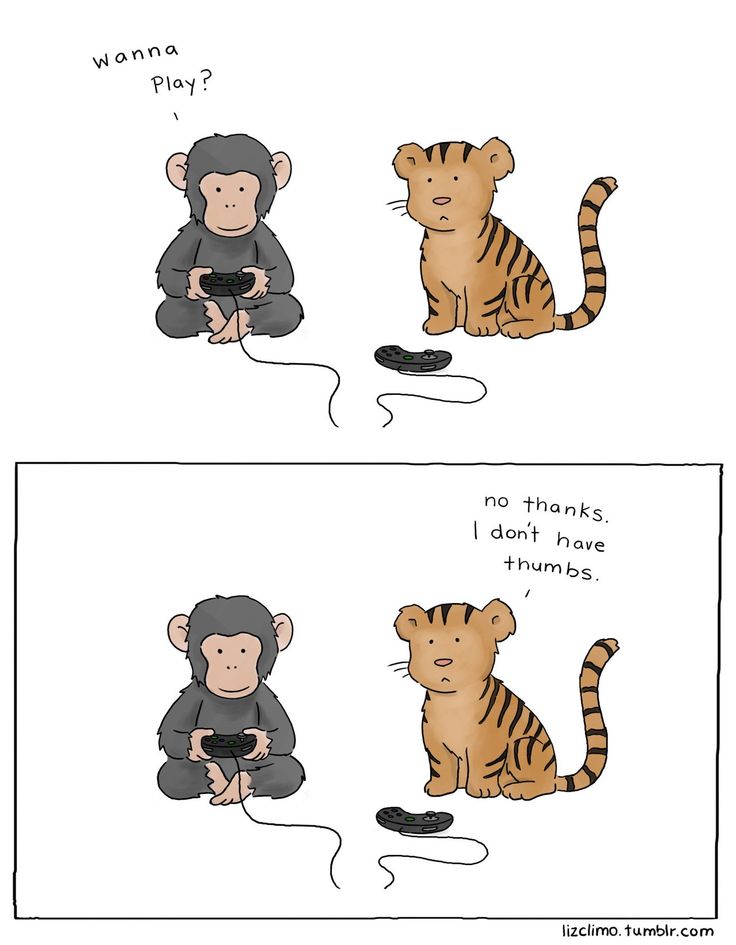 wanna
Play?
no thanks.
I don't have
thumbs.
lizclimo.tumblr.com